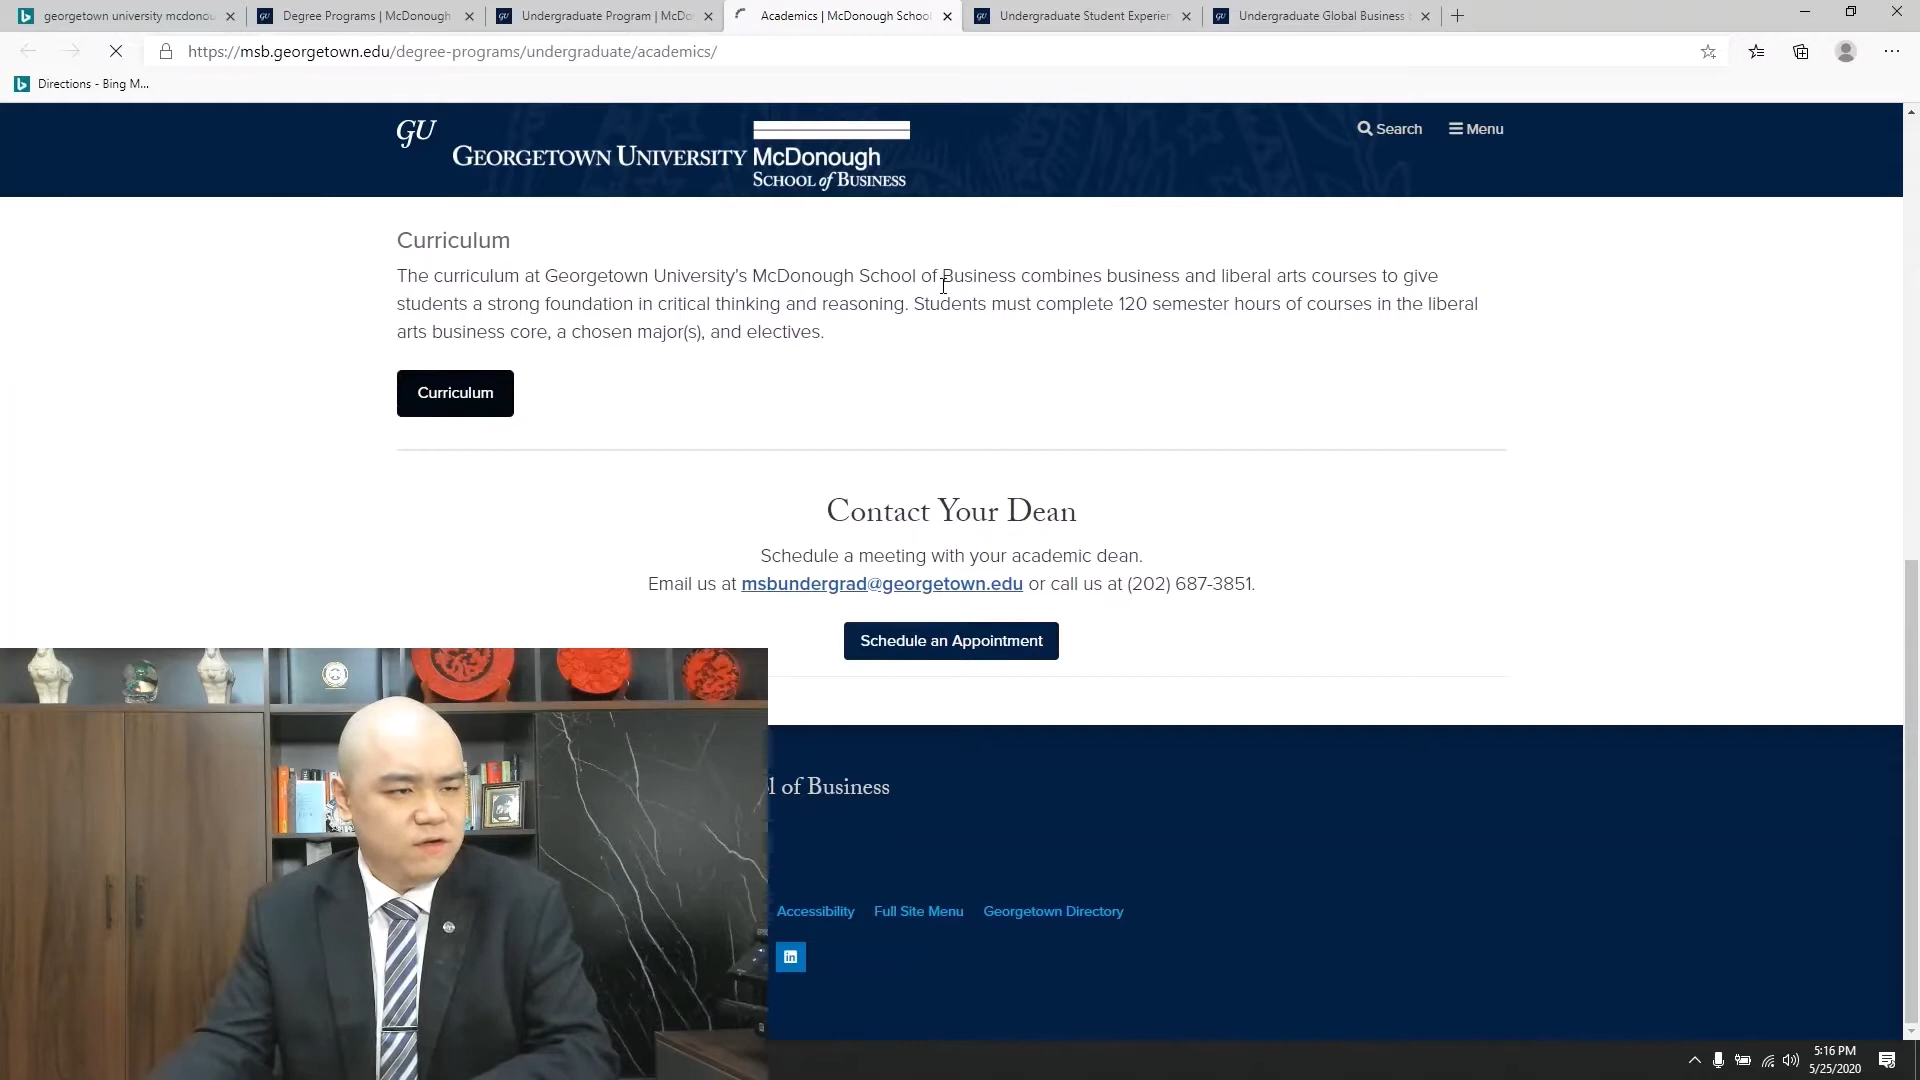 georgetown university mcdonou
Degree Programs | McDonough
Undergraduate Program | McDo
Academics | McDonough School
Undergraduate Student Experien
Undergraduate Global Business
https://msb.georgetown.edu/degree-programs/undergraduate/academics/
Directions - Bing M...
GU
GEORGETOWN UNIVERSITY
McDonough
SCHOOL of BUSINESS
Search
Menu
Curriculum
The curriculum at Georgetown University's McDonough School of Business combines business and liberal arts courses to give
students a strong foundation in critical thinking and reasoning. Students must complete 120 semester hours of courses in the liberal
arts business core, a chosen major(s), and electives.
Curriculum
Contact Your Dean
Schedule a meeting with your academic dean.
Email us at msbundergrad@georgetown.edu or call us at (202) 687-3851.
Schedule an Appointment
l of Business
Accessibility
Full Site Menu
Georgetown Directory
in
5:16 PM
5/25/2020